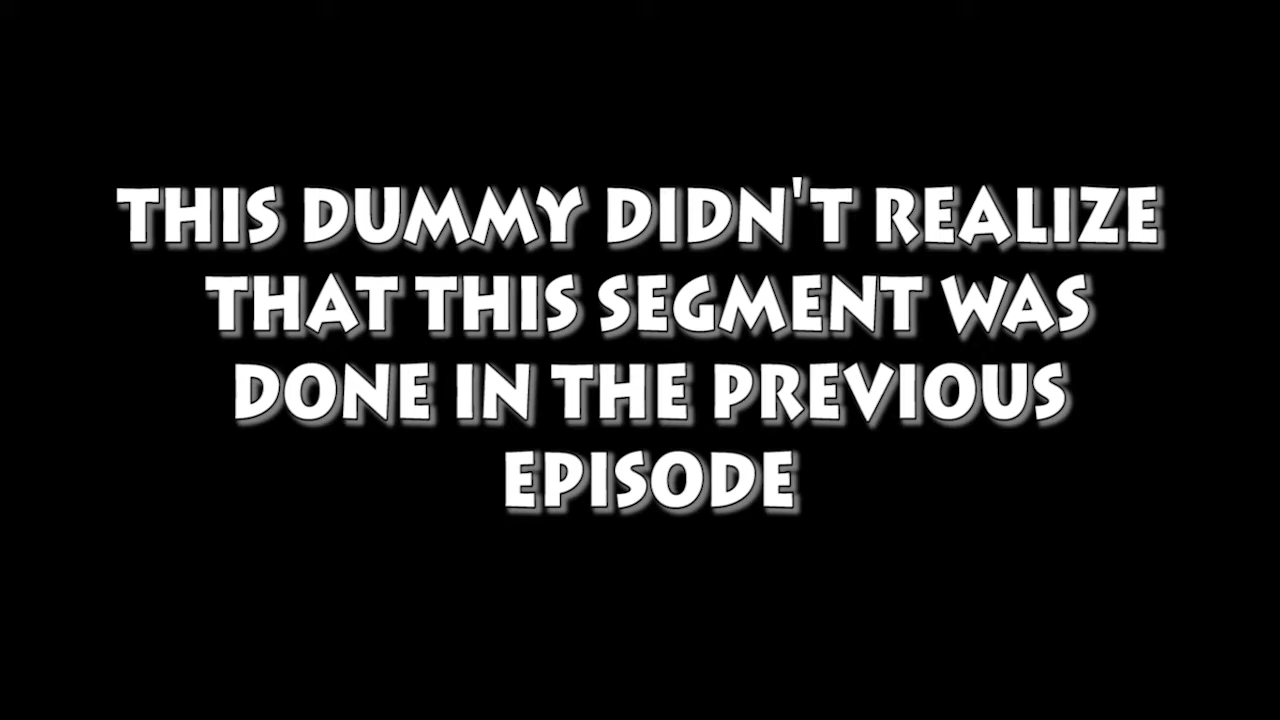 THIS DUMMY DIDN'T REALIZE
THAT THIS SEGMENT WAS
DONE IN THE PREVIOUS
EPISODE